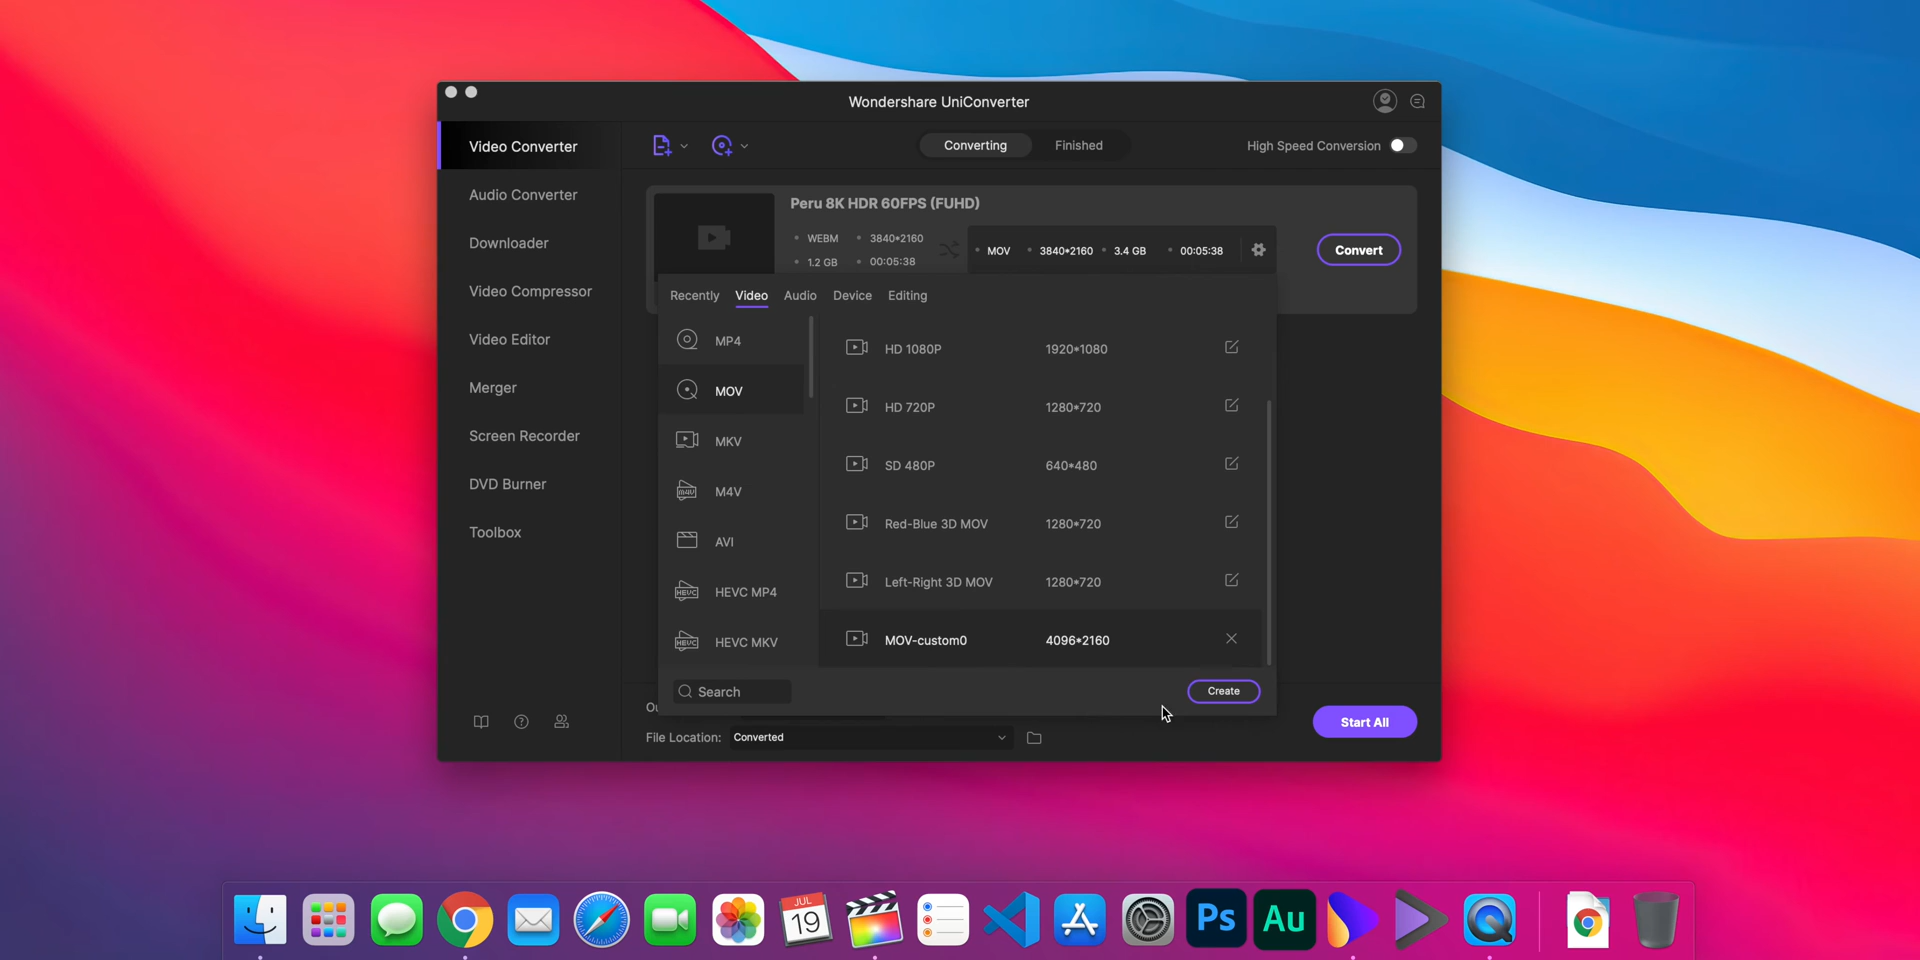 Wondershare UniConverter
Video Converter
Audio Converter
Downloader
Video Compressor
Video Editor
Merger
Screen Recorder
DVD Burner
Toolbox
Converting
Finished
High Speed Conversion
Peru 8K HDR 60FPS (FUHD)
WEBM
3840*2160
1.2 GB
00:05:38
MOV
3840*2160
3.4 GB
00:05:38
Convert
Recently
Video
Audio
Device
Editing
MP4
MOV
MKV
M4V
AVI
HEVC MP4
HEVC MKV
HD 1080P 1920*1080
HD 720P 1280*720
SD 480P 640*480
Red-Blue 3D MOV 1280*720
Left-Right 3D MOV 1280*720
MOV-custom0 4096*2160
Search
Create
Ou
File Location: Converted
Start All
JUL
19
Ps
Au